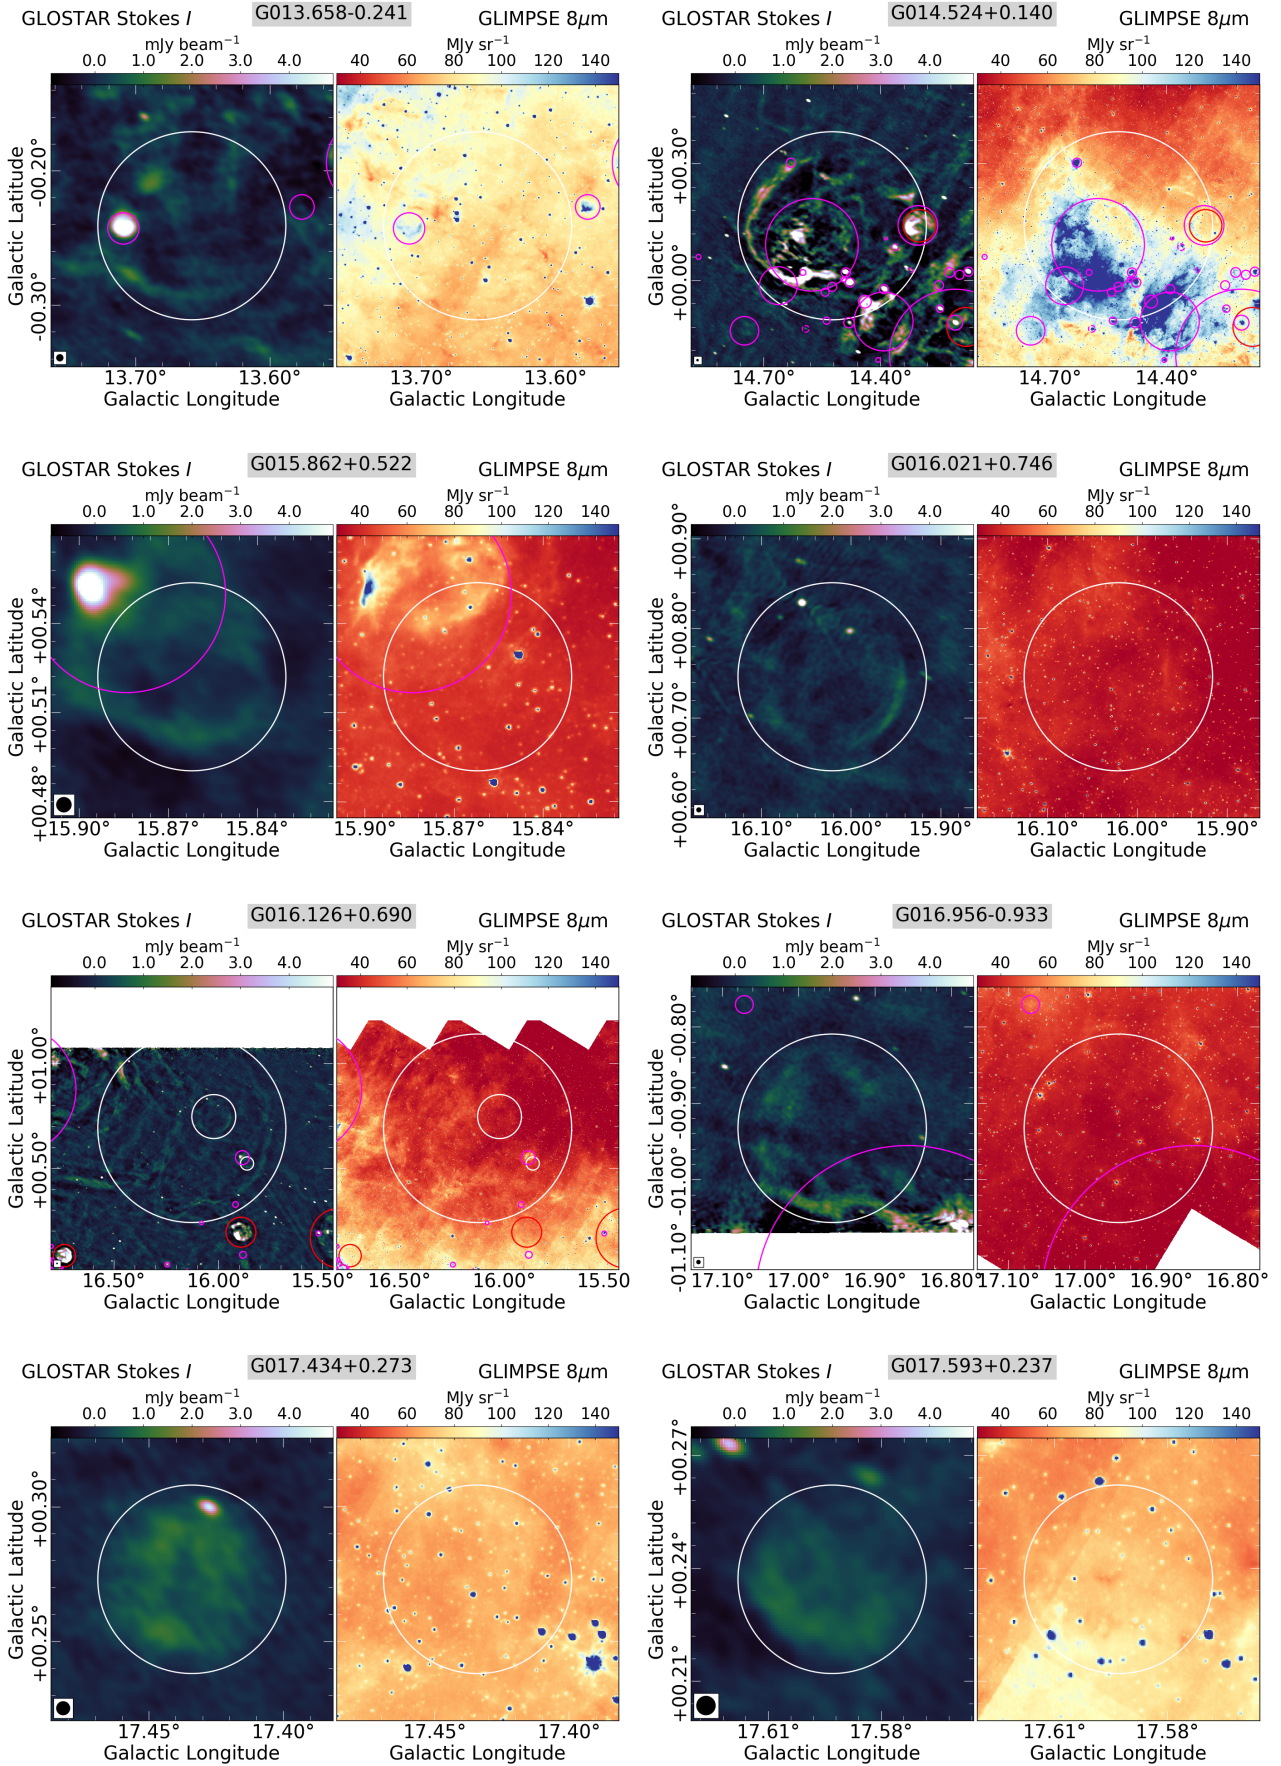 GLOSTAR Stokes I G013.658-0.241 GLIMPSE 8μm
mJy beam⁻¹ MJy sr⁻¹
0.0 1.0 2.0 3.0 4.0 40 60 80 100 120 140
Galactic Latitude
-00.20°
-00.30°
13.70° 13.60° 13.70° 13.60°
Galactic Longitude Galactic Longitude
GLOSTAR Stokes I G014.524+0.140 GLIMPSE 8μm
mJy beam⁻¹ MJy sr⁻¹
0.0 1.0 2.0 3.0 4.0 40 60 80 100 120 140
Galactic Latitude
+00.30°
+00.00°
14.70° 14.40° 14.70° 14.40°
Galactic Longitude Galactic Longitude
GLOSTAR Stokes I G015.862+0.522 GLIMPSE 8μm
mJy beam⁻¹ MJy sr⁻¹
0.0 1.0 2.0 3.0 4.0 40 60 80 100 120 140
Galactic Latitude
+00.54°
+00.51°
+00.48°
15.90° 15.87° 15.84° 15.90° 15.87° 15.84°
Galactic Longitude Galactic Longitude
GLOSTAR Stokes I G016.021+0.746 GLIMPSE 8μm
mJy beam⁻¹ MJy sr⁻¹
0.0 1.0 2.0 3.0 4.0 40 60 80 100 120 140
Galactic Latitude
+00.90°
+00.80°
+00.70°
+00.60°
16.10° 16.00° 15.90° 16.10° 16.00° 15.90°
Galactic Longitude Galactic Longitude
GLOSTAR Stokes I G016.126+0.690 GLIMPSE 8μm
mJy beam⁻¹ MJy sr⁻¹
0.0 1.0 2.0 3.0 4.0 40 60 80 100 120 140
Galactic Latitude
+01.00°
+00.50°
16.50° 16.00° 15.50 16.50° 16.00° 15.50°
Galactic Longitude Galactic Longitude
GLOSTAR Stokes I G016.956-0.933 GLIMPSE 8μm
mJy beam⁻¹ MJy sr⁻¹
0.0 1.0 2.0 3.0 4.0 40 60 80 100 120 140
Galactic Latitude
-00.80°
-00.90°
-01.00°
-01.10°
17.10° 17.00° 16.90° 16.80° 17.10° 17.00° 16.90° 16.80°
Galactic Longitude Galactic Longitude
GLOSTAR Stokes I G017.434+0.273 GLIMPSE 8μm
mJy beam⁻¹ MJy sr⁻¹
0.0 1.0 2.0 3.0 4.0 40 60 80 100 120 140
Galactic Latitude
+00.30°
+00.25°
17.45° 17.40° 17.45° 17.40°
Galactic Longitude Galactic Longitude
GLOSTAR Stokes I G017.593+0.237 GLIMPSE 8μm
mJy beam⁻¹ MJy sr⁻¹
0.0 1.0 2.0 3.0 4.0 40 60 80 100 120 140
Galactic Latitude
+00.27°
+00.24°
+00.21°
17.61° 17.58° 17.61° 17.58°
Galactic Longitude Galactic Longitude